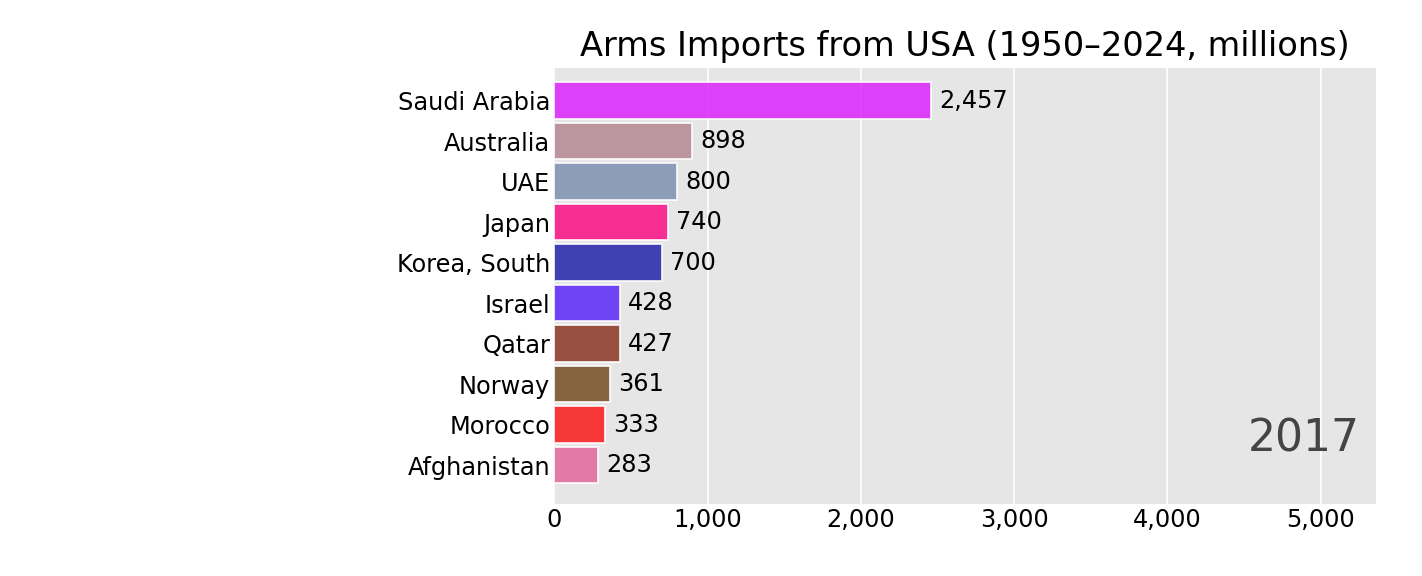 Arms Imports from USA (1950–2024, millions)
Saudi Arabia 2,457
Australia 898
UAE 800
Japan 740
Korea, South 700
Israel 428
Qatar 427
Norway 361
Morocco 333
Afghanistan 283
2017
0 1,000 2,000 3,000 4,000 5,000